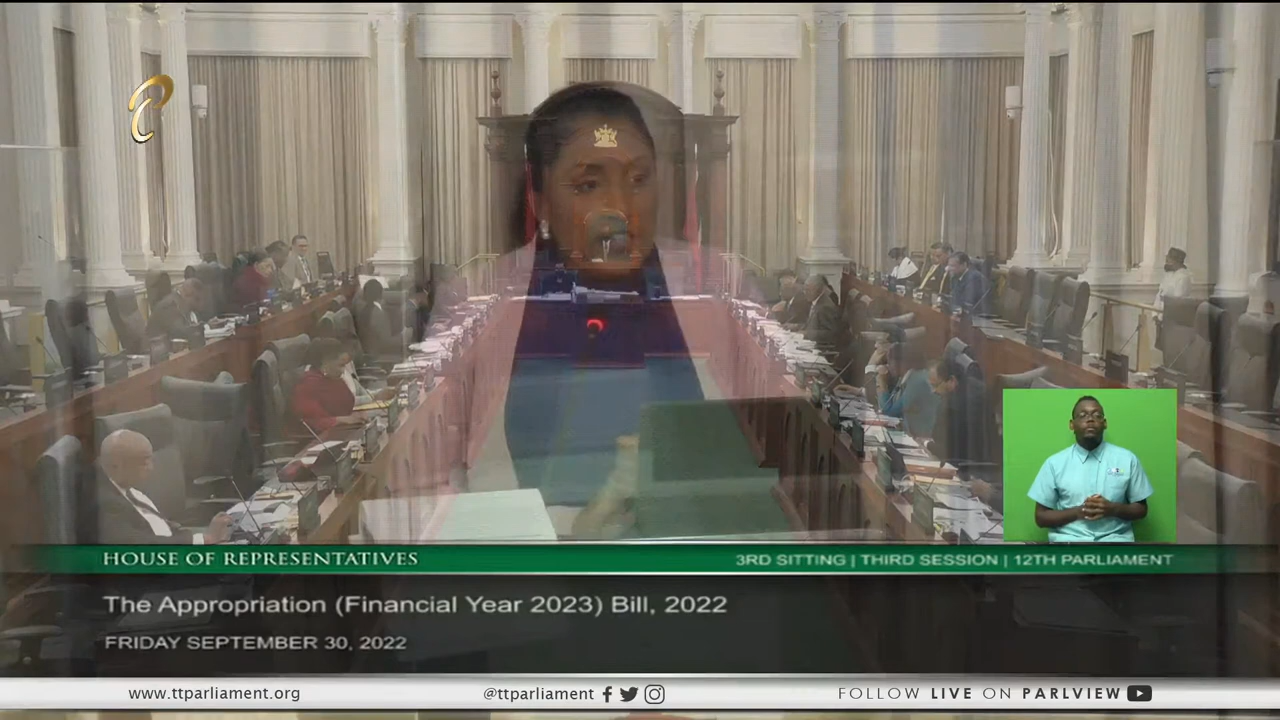 HOUSE OF REPRESENTATIVES
3RD SITTING | THIRD SESSION | 12TH PARLIAMENT
The Appropriation (Financial Year 2023) Bill, 2022
FRIDAY SEPTEMBER 30, 2022
www.ttparliament.org
@ttparliament
FOLLOW LIVE ON PARLVIEW